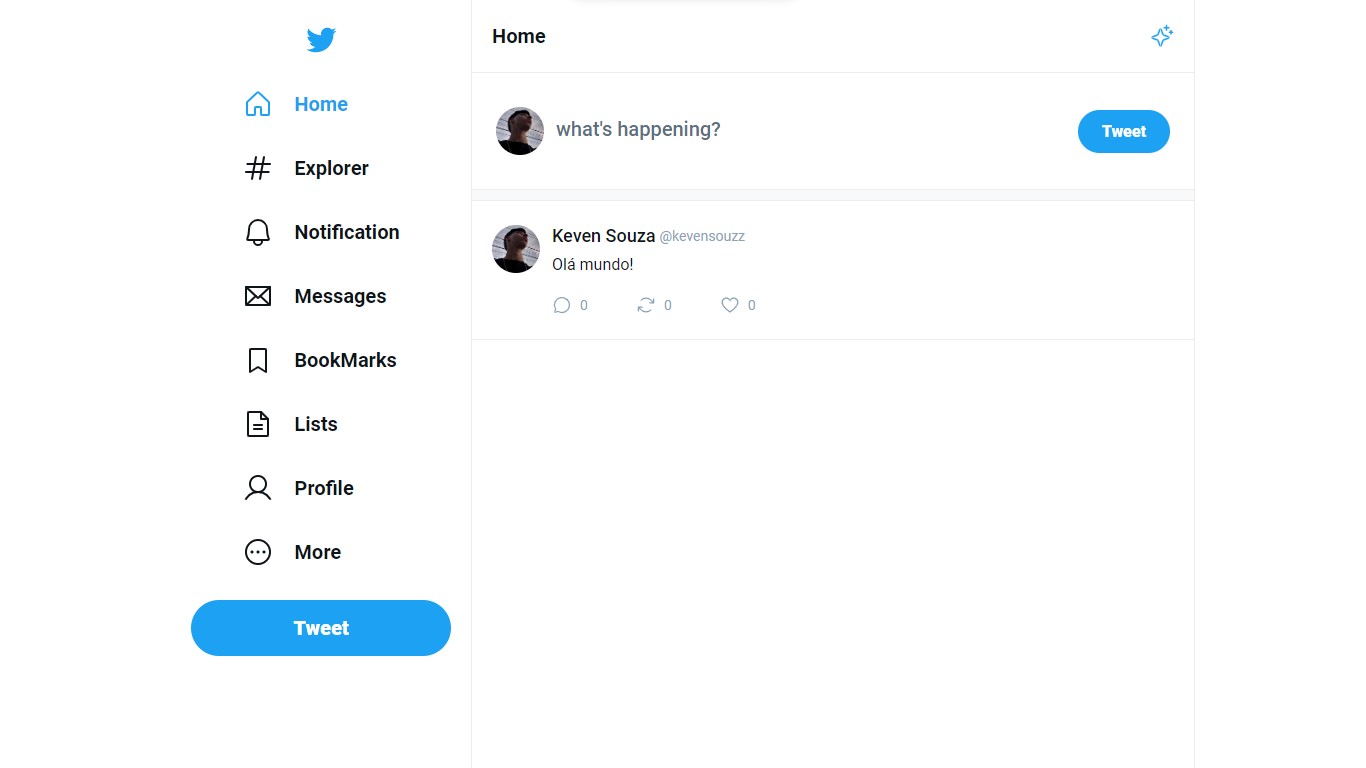 Home
Explorer
Notification
Messages
BookMarks
Lists
Profile
More
Tweet
Home
what's happening?
Tweet
Keven Souza @kevensouzz
Olá mundo!
0 0 0